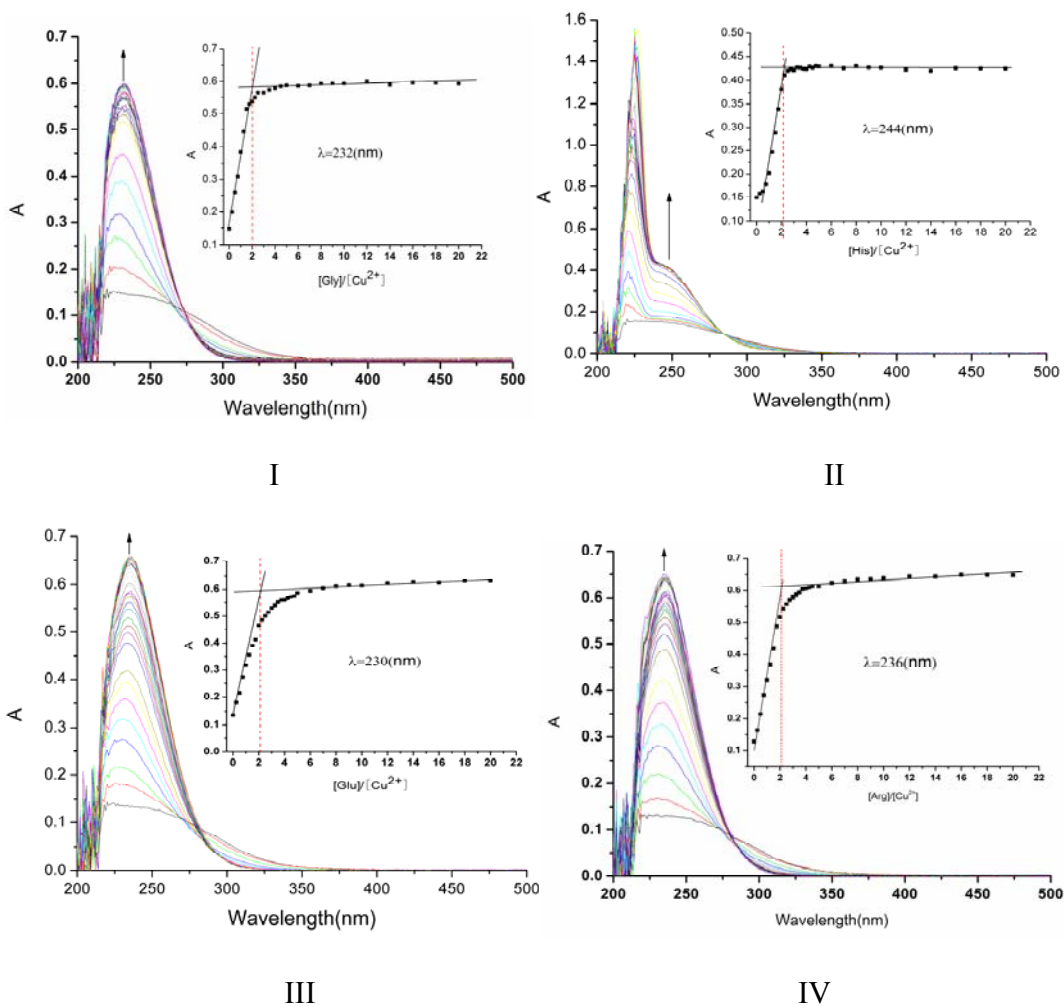 0.7
0.6
0.5
0.4
0.3
0.2
0.1
0.0
A
200 250 300 350 400 450 500
Wavelength(nm)
0.7
0.6
0.5
0.4
0.3
0.2
0.1
A
0 2 4 6 8 10 12 14 16 18 20 22
[Gly]/[Cu²⁺]
λ=232(nm)
I
1.6
1.4
1.2
1.0
0.8
0.6
0.4
0.2
0.0
A
200 250 300 350 400 450 500
Wavelength(nm)
0.50
0.45
0.40
0.35
0.30
0.25
0.20
0.15
0.10
A
0 2 4 6 8 10 12 14 16 18 20 22
[His]/[Cu²⁺]
λ=244(nm)
II
0.7
0.6
0.5
0.4
0.3
0.2
0.1
0.0
A
200 250 300 350 400 450 500
Wavelength(nm)
0.7
0.6
0.5
0.4
0.3
0.2
0.1
0.0
A
0 2 4 6 8 10 12 14 16 18 20 22
[Glu]/[Cu²⁺]
λ=230(nm)
III
0.7
0.6
0.5
0.4
0.3
0.2
0.1
0.0
A
200 250 300 350 400 450 500
Wavelength(nm)
0.7
0.6
0.5
0.4
0.3
0.2
0.1
A
0 2 4 6 8 10 12 14 16 18 20 22
[Arg]/[Cu²⁺]
λ=236(nm)
IV